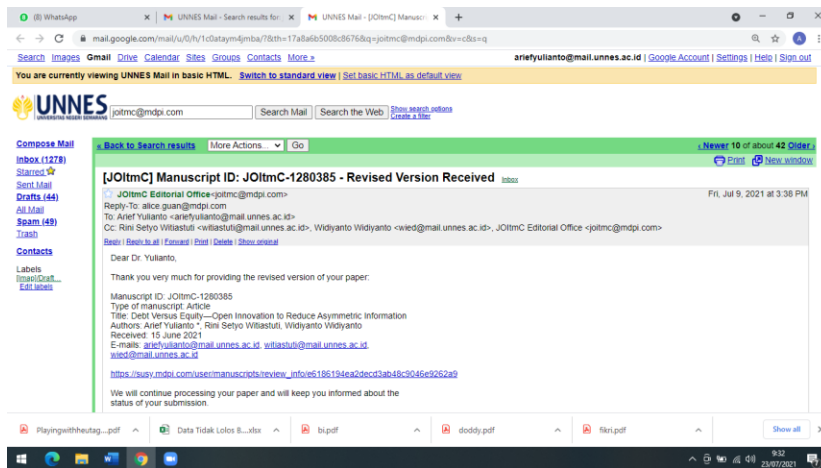 (8) WhatsApp
UNNES Mail - Search results for:
UNNES Mail - [JOItmC] Manuscr
mail.google.com/mail/u/0/h/1c0ataym4jmba/?&th=17a8a6b5008c8676&q=joitmc@mdpi.com&v=c&s=q
Search Images Gmail Drive Calendar Sites Groups Contacts More »
ariefyulianto@mail.unnes.ac.id | Google Account | Settings | Help | Sign out
You are currently viewing UNNES Mail in basic HTML. Switch to standard view | Set basic HTML as default view
UNNES
UNIVERSITAS NEGERI SEMARANG
joitmc@mdpi.com
Search Mail
Search the Web
Show search options
Create a filter
Compose Mail
Inbox (1278)
Starred
Sent Mail
Drafts (44)
All Mail
Spam (49)
Trash
Contacts
Labels
[Imap]/Draft...
Edit labels
« Back to Search results More Actions... Go
‹ Newer 10 of about 42 Older ›
Print New window
[JOItmC] Manuscript ID: JOItmC-1280385 - Revised Version Received Inbox
JOItmC Editorial Office<joitmc@mdpi.com>
Fri, Jul 9, 2021 at 3:38 PM
Reply-To: alice.guan@mdpi.com
To: Arief Yulianto <ariefyulianto@mail.unnes.ac.id>
Cc: Rini Setyo Witiastuti <witiastuti@mail.unnes.ac.id>, Widiyanto Widiyanto <wied@mail.unnes.ac.id>, JOItmC Editorial Office <joitmc@mdpi.com>
Reply | Reply to all | Forward | Print | Delete | Show original
Dear Dr. Yulianto,
Thank you very much for providing the revised version of your paper:
Manuscript ID: JOItmC-1280385
Type of manuscript: Article
Title: Debt Versus Equity—Open Innovation to Reduce Asymmetric Information
Authors: Arief Yulianto *, Rini Setyo Witiastuti, Widiyanto Widiyanto
Received: 15 June 2021
E-mails: ariefyulianto@mail.unnes.ac.id, witiastuti@mail.unnes.ac.id,
wied@mail.unnes.ac.id
https://susy.mdpi.com/user/manuscripts/review_info/e6186194ea2decd3ab48c9046e9262a9
We will continue processing your paper and will keep you informed about the
status of your submission.
Playingwithheutag....pdf
Data Tidak Lolos 8....xlsx
bi.pdf
doddy.pdf
fikri.pdf
Show all
9:32
23/07/2021